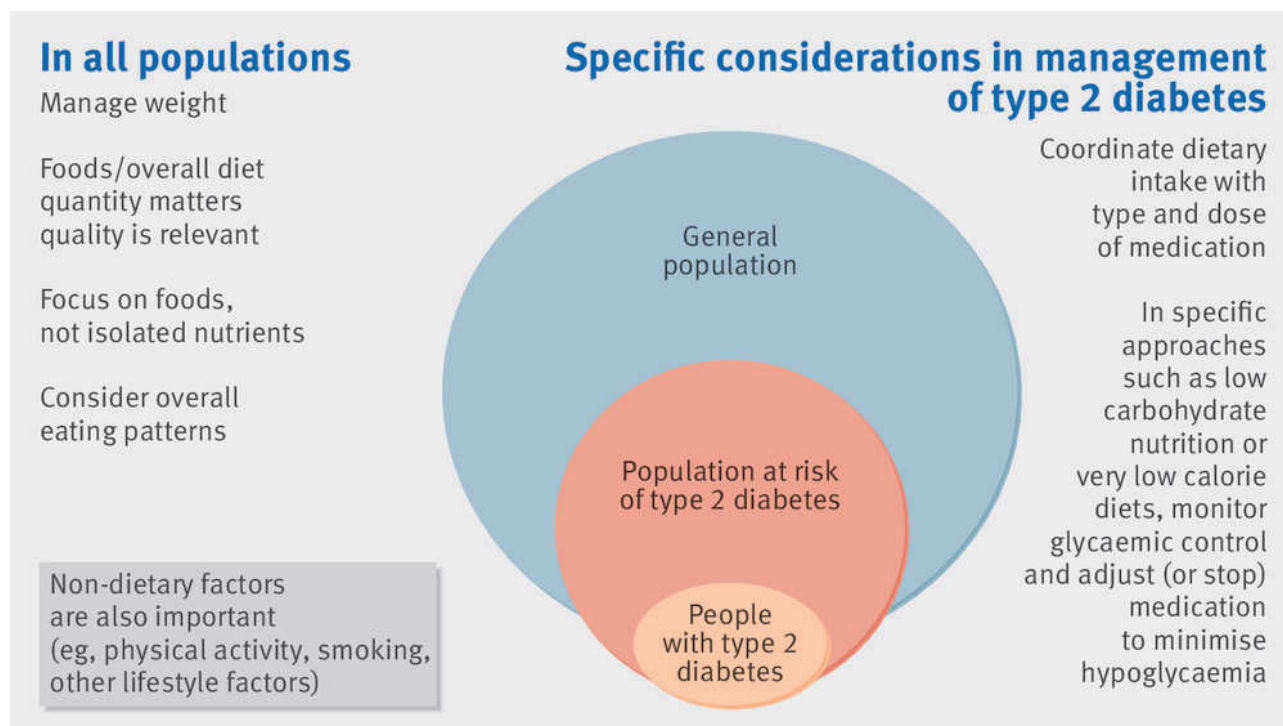 In all populations
Manage weight
Foods/overall diet
quantity matters
quality is relevant
Focus on foods,
not isolated nutrients
Consider overall
eating patterns
Non-dietary factors
are also important
(eg, physical activity, smoking,
other lifestyle factors)
General
population
Population at risk
of type 2 diabetes
People
with type 2
diabetes
Specific considerations in management
of type 2 diabetes
Coordinate dietary
intake with
type and dose
of medication
In specific
approaches
such as low
carbohydrate
nutrition or
very low calorie
diets, monitor
glycaemic control
and adjust (or stop)
medication
to minimise
hypoglycaemia